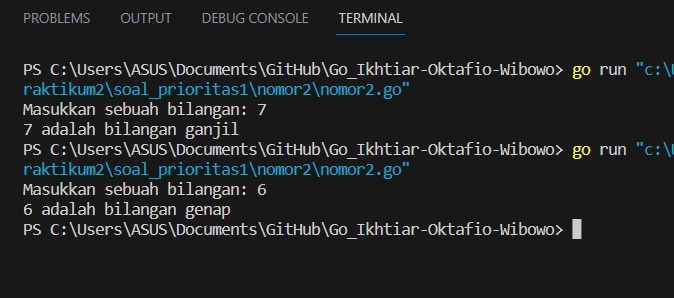 PROBLEMS OUTPUT DEBUG CONSOLE TERMINAL
PS C:\Users\ASUS\Documents\GitHub\Go_Ikhtiar-Oktafio-Wibowo> go run "c:\
raktikum2\soal_prioritas1\nomor2\nomor2.go"
Masukkan sebuah bilangan: 7
7 adalah bilangan ganjil
PS C:\Users\ASUS\Documents\GitHub\Go_Ikhtiar-Oktafio-Wibowo> go run "c:\
raktikum2\soal_prioritas1\nomor2\nomor2.go"
Masukkan sebuah bilangan: 6
6 adalah bilangan genap
PS C:\Users\ASUS\Documents\GitHub\Go_Ikhtiar-Oktafio-Wibowo>